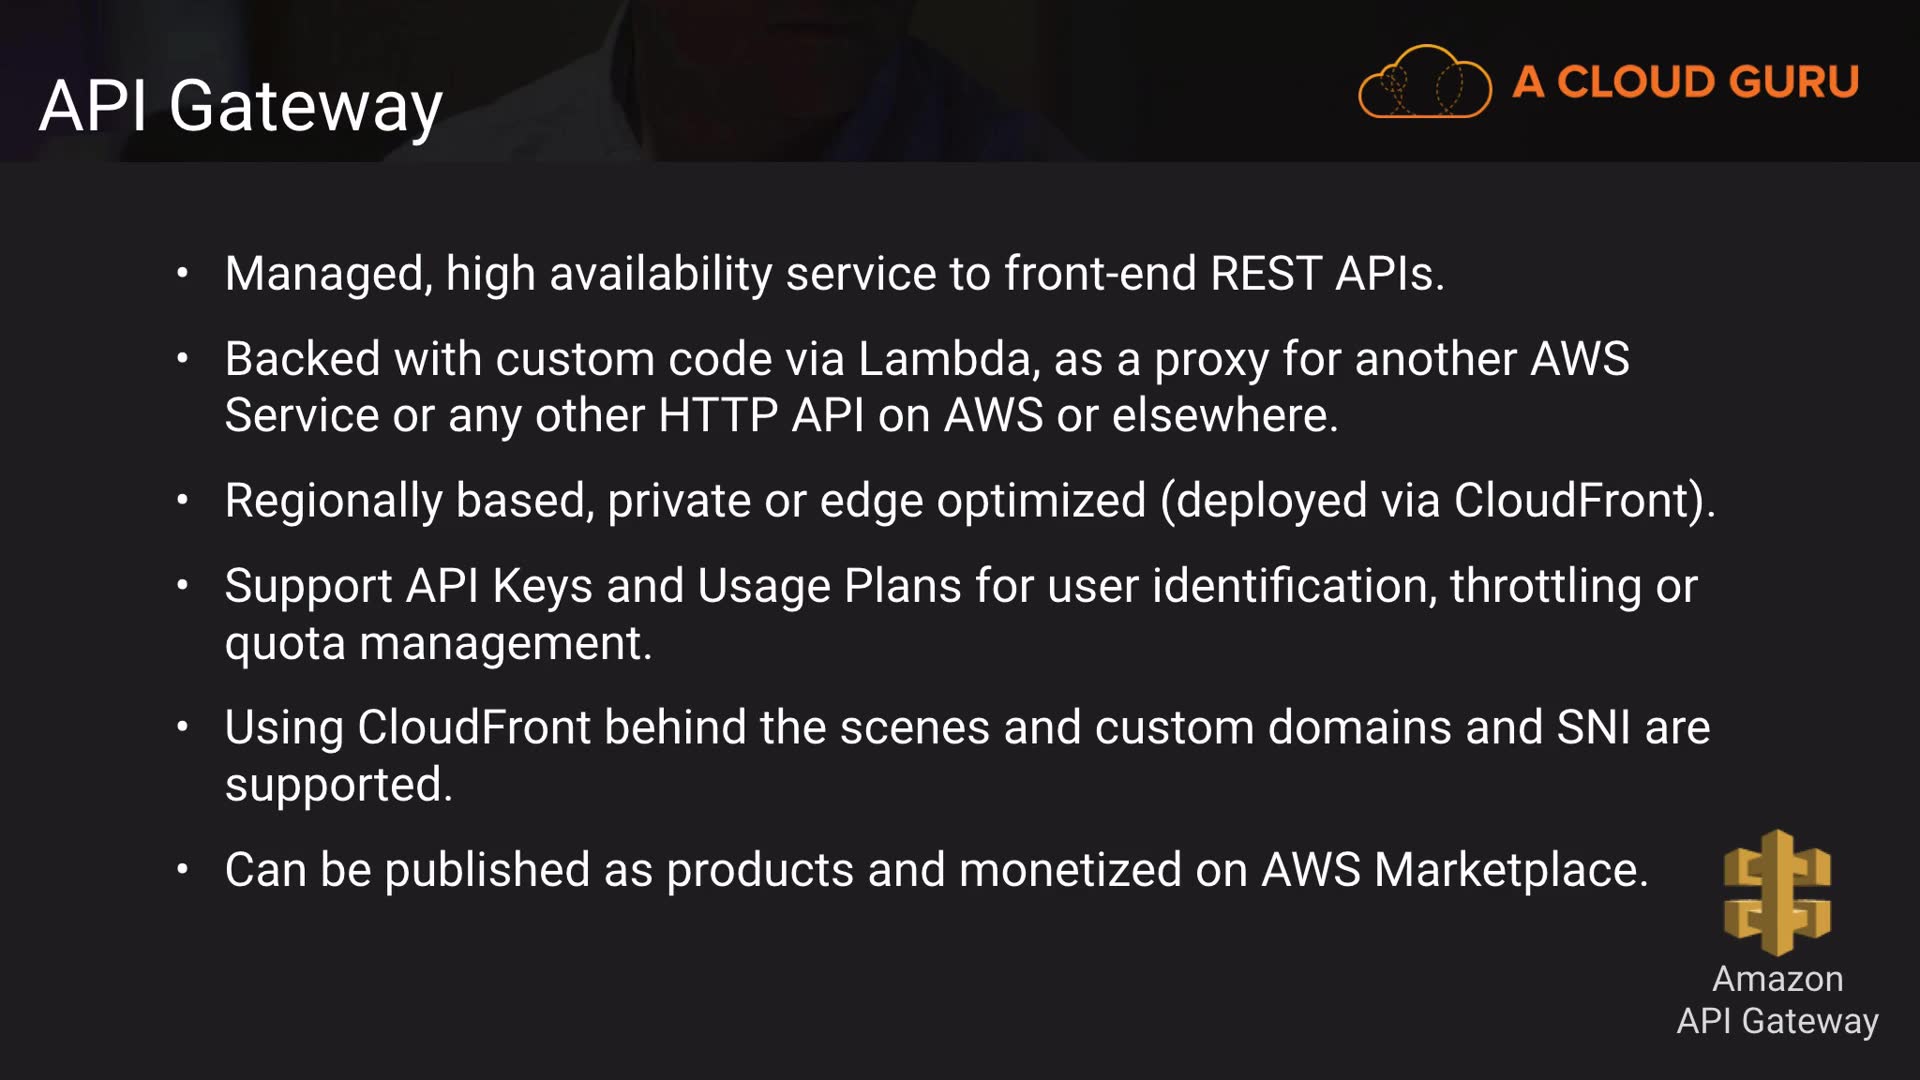 API Gateway
A CLOUD GURU
• Managed, high availability service to front-end REST APIs.
• Backed with custom code via Lambda, as a proxy for another AWS
Service or any other HTTP API on AWS or elsewhere.
• Regionally based, private or edge optimized (deployed via CloudFront).
• Support API Keys and Usage Plans for user identification, throttling or
quota management.
• Using CloudFront behind the scenes and custom domains and SNI are
supported.
• Can be published as products and monetized on AWS Marketplace.
Amazon
API Gateway